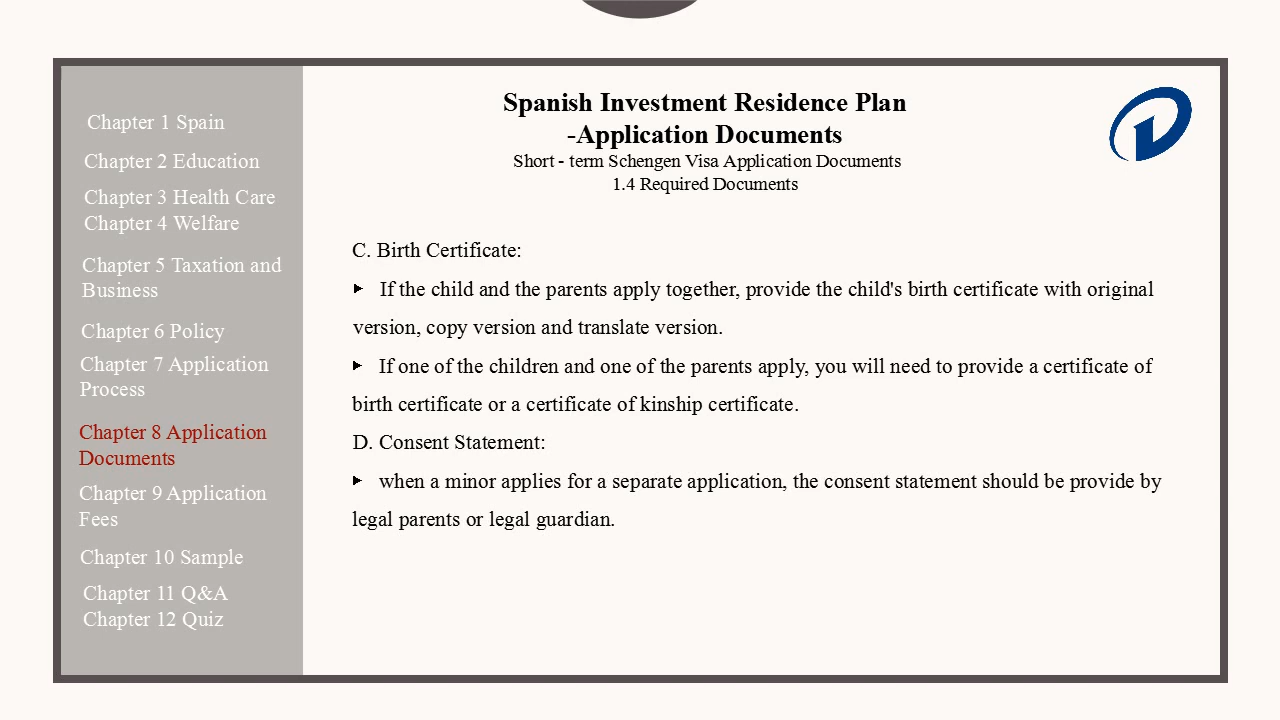 Chapter 1 Spain
Chapter 2 Education
Chapter 3 Health Care
Chapter 4 Welfare
Chapter 5 Taxation and
Business
Chapter 6 Policy
Chapter 7 Application
Process
Chapter 8 Application
Documents
Chapter 9 Application
Fees
Chapter 10 Sample
Chapter 11 Q&A
Chapter 12 Quiz
Spanish Investment Residence Plan
-Application Documents
Short - term Schengen Visa Application Documents
1.4 Required Documents
C. Birth Certificate:
‣ If the child and the parents apply together, provide the child's birth certificate with original
version, copy version and translate version.
‣ If one of the children and one of the parents apply, you will need to provide a certificate of
birth certificate or a certificate of kinship certificate.
D. Consent Statement:
‣ when a minor applies for a separate application, the consent statement should be provide by
legal parents or legal guardian.